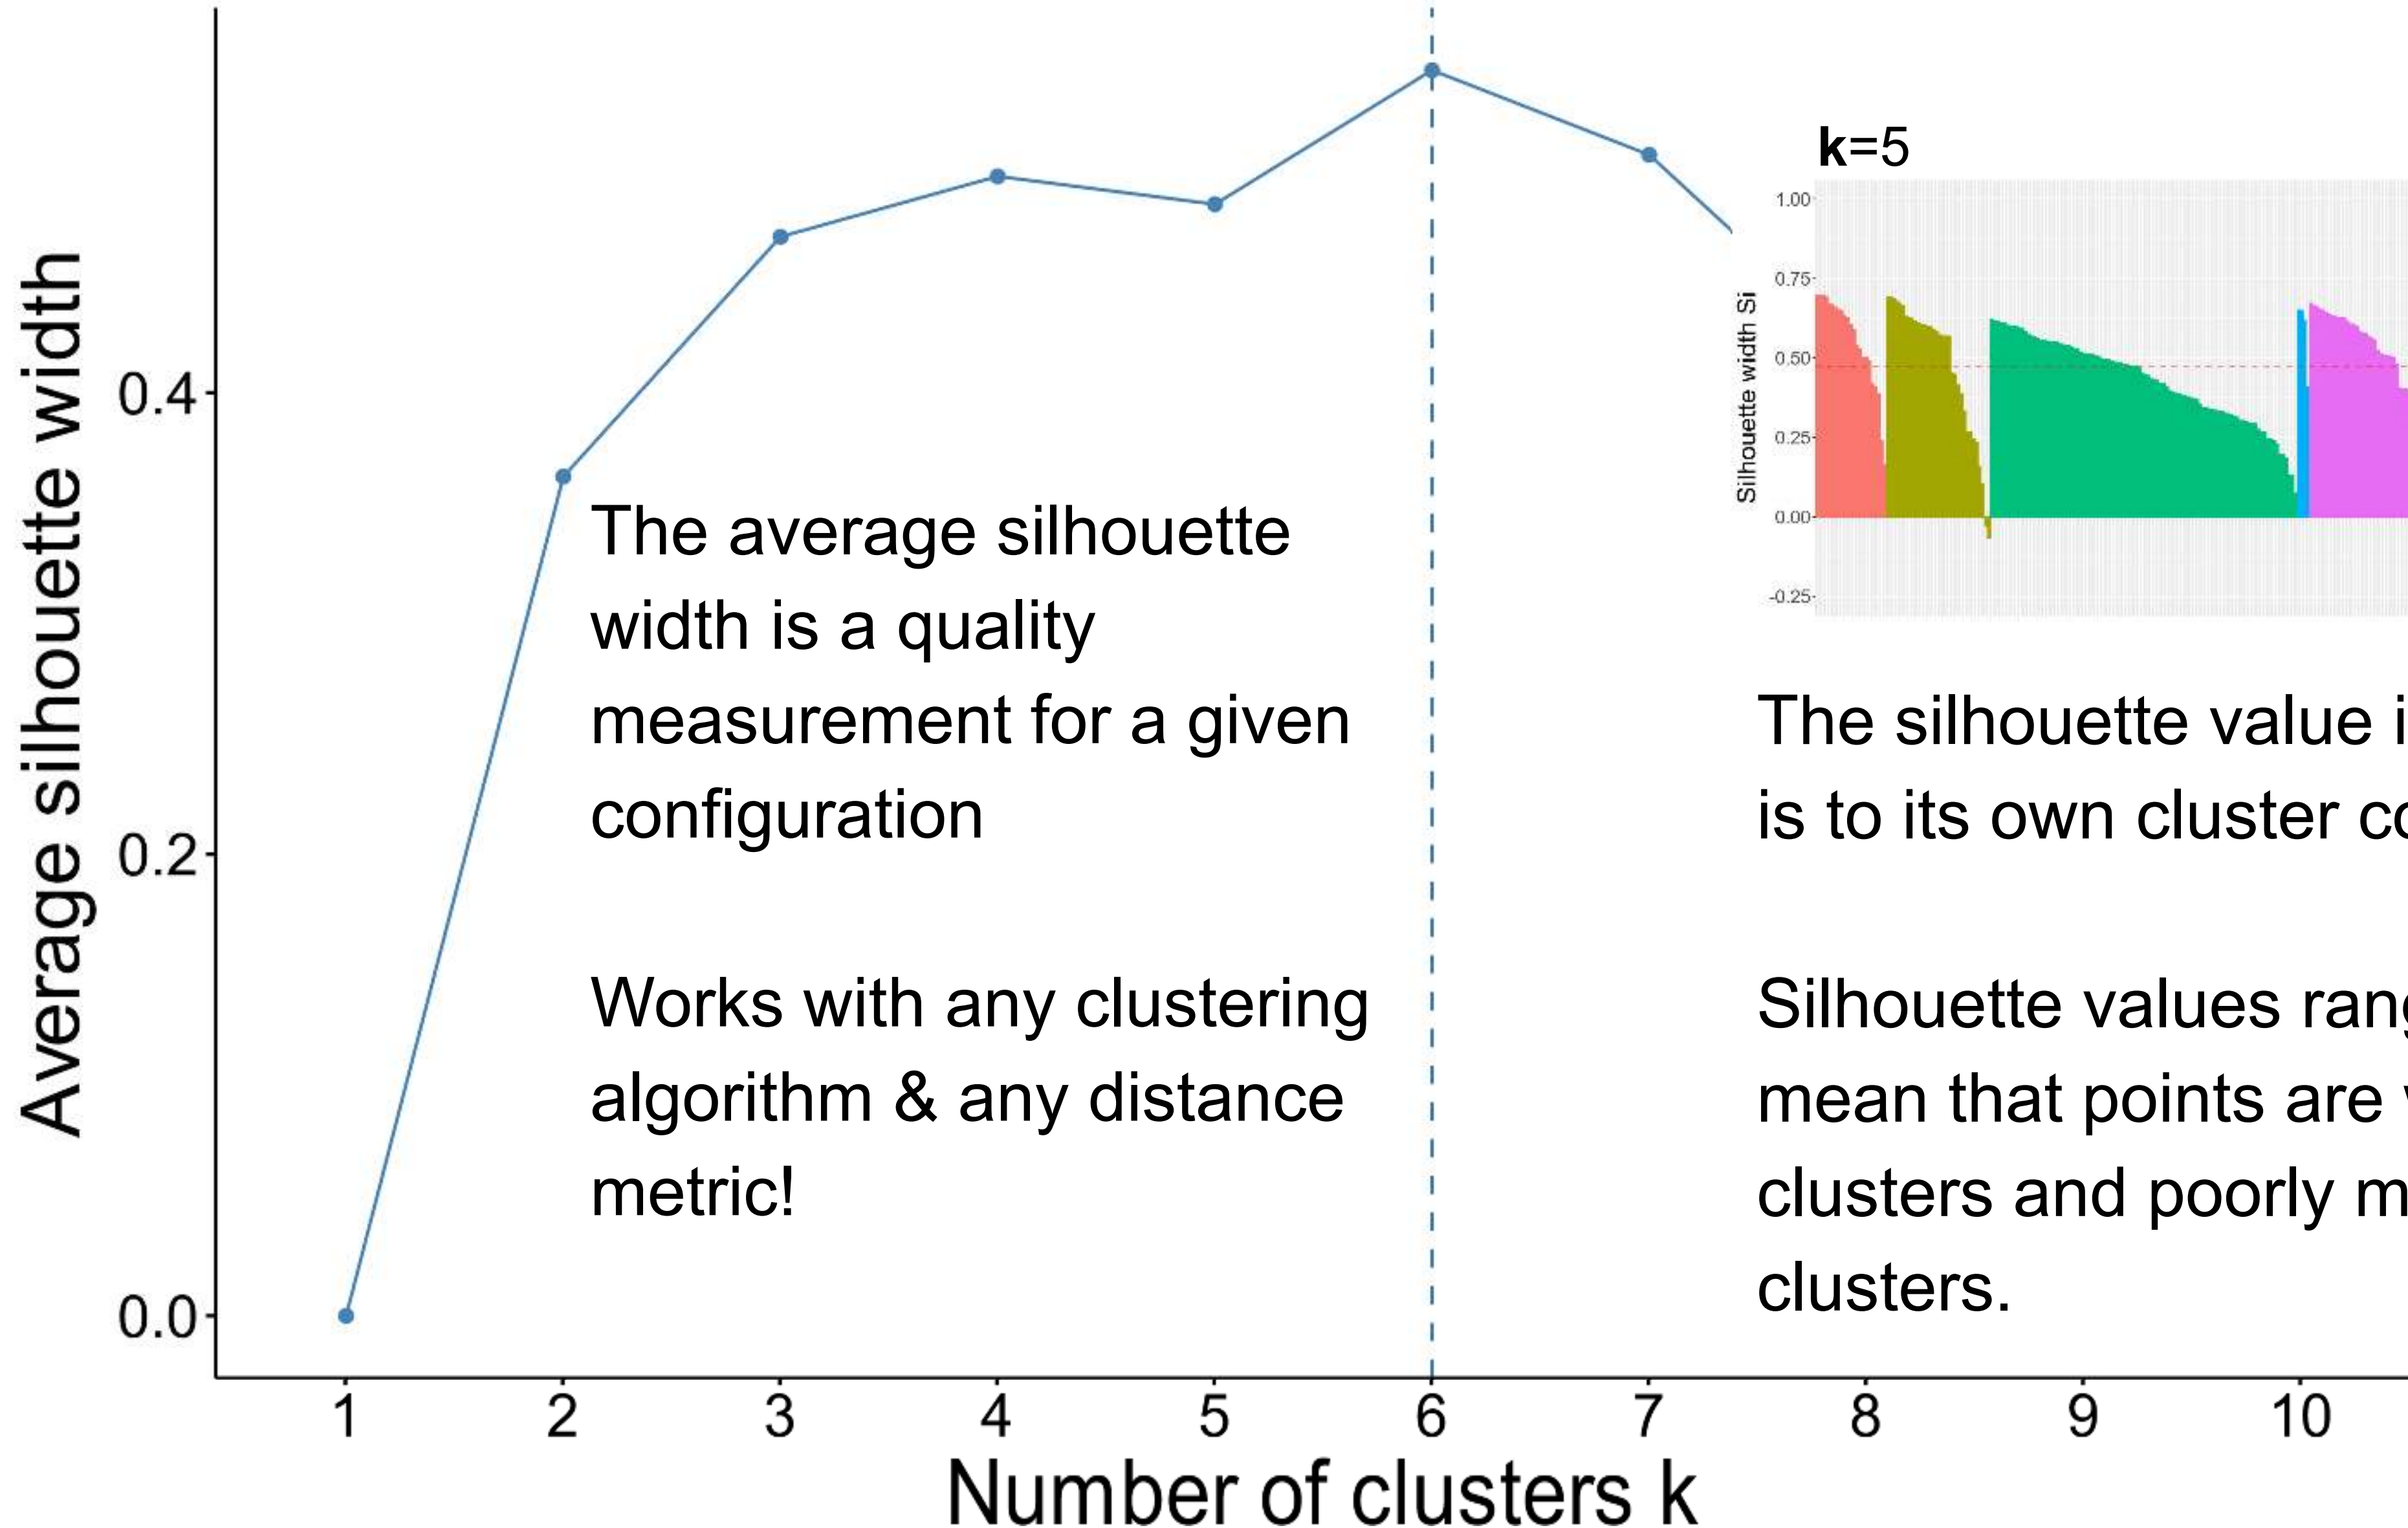 Average silhouette width
0.4
0.2
0.0
The average silhouette
width is a quality
measurement for a given
configuration
Works with any clustering
algorithm & any distance
metric!
k=5
Silhouette width Si
1.00
0.75
0.50
0.25
0.00
-0.25
The silhouette value
is to its own cluster
Silhouette values
mean that points are
clusters and poorly
clusters.
1 2 3 4 5 6 7 8 9 10
Number of clusters k